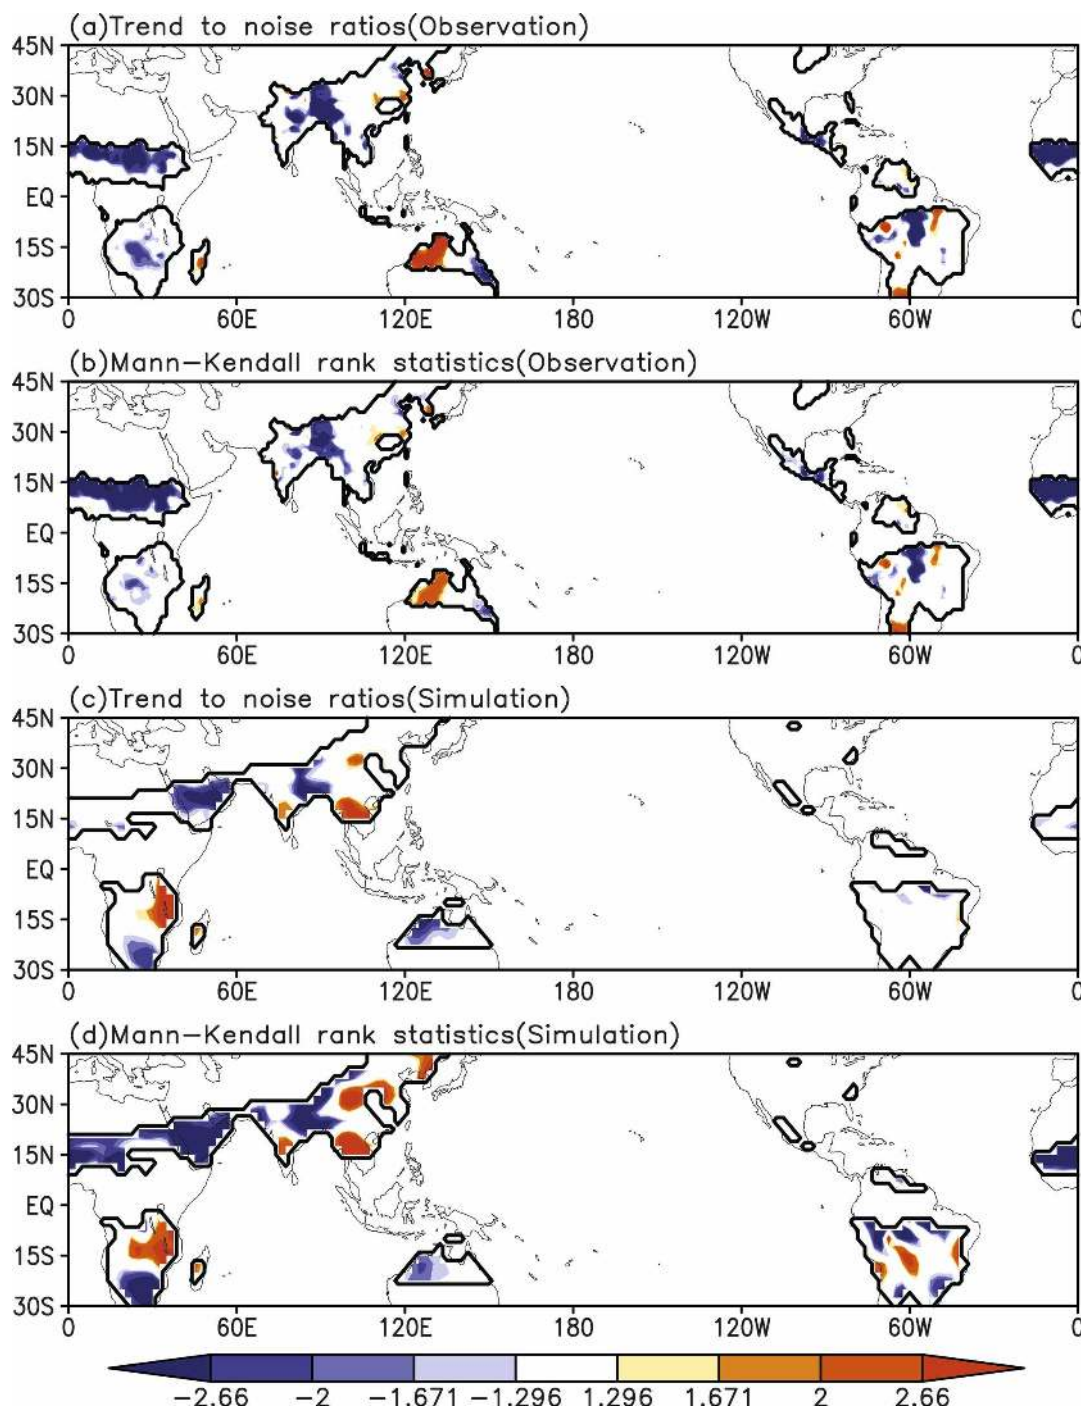 (a)Trend to noise ratios(Observation)
45N
30N
15N
EQ
15S
30S
0 60E 120E 180 120W 60W 0
(b)Mann-Kendall rank statistics(Observation)
45N
30N
15N
EQ
15S
30S
0 60E 120E 180 120W 60W 0
(c)Trend to noise ratios(Simulation)
45N
30N
15N
EQ
15S
30S
0 60E 120E 180 120W 60W 0
(d)Mann-Kendall rank statistics(Simulation)
45N
30N
15N
EQ
15S
30S
0 60E 120E 180 120W 60W 0
-2.66 -2 -1.671 -1.296 1.296 1.671 2 2.66